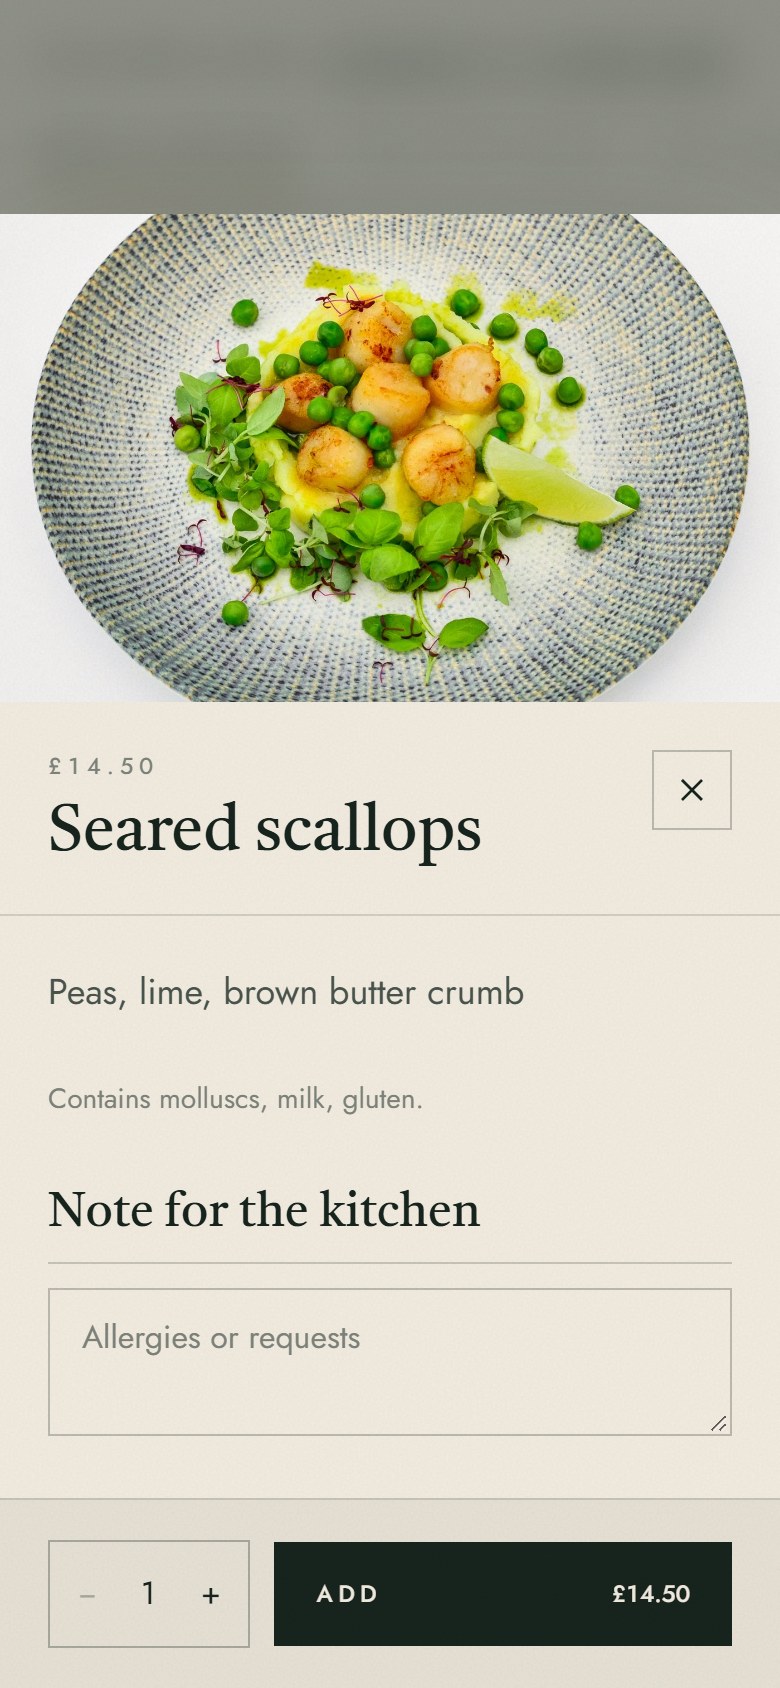 £14.50
Seared scallops
Peas, lime, brown butter crumb
Contains molluscs, milk, gluten.
Note for the kitchen
Allergies or requests
− 1 + ADD £14.50